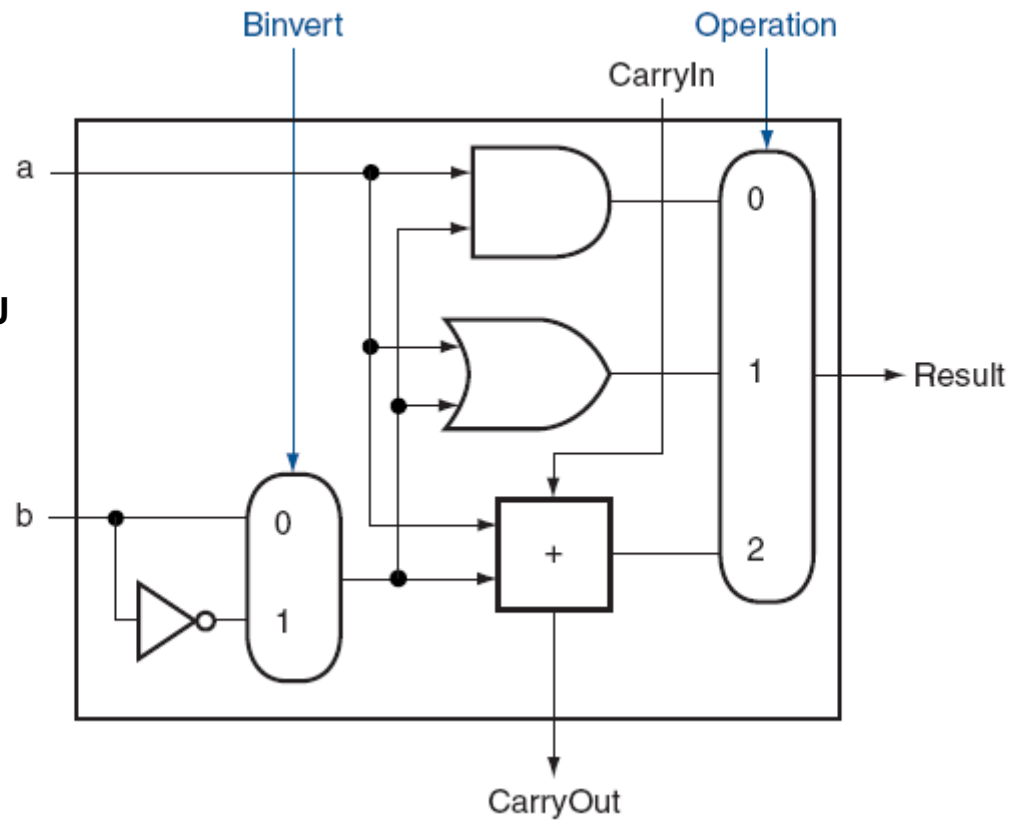 Binvert
Operation
CarryIn
a
0
1
Result
b
0
+
2
1
CarryOut